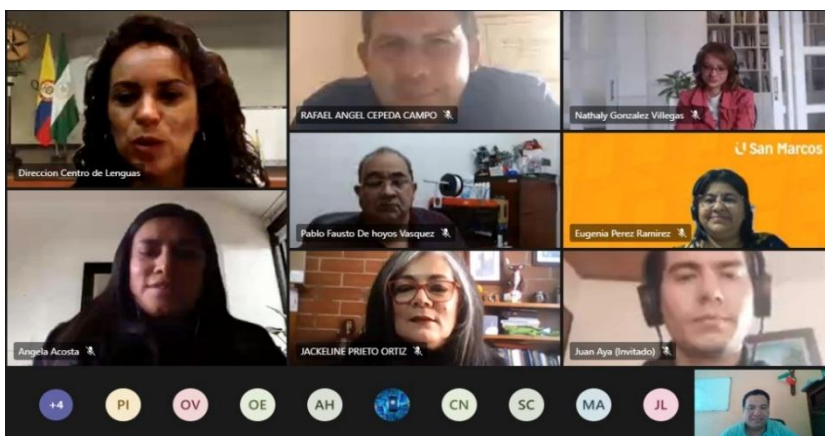 RAFAEL ANGEL CEPEDA CAMPO
Nathaly Gonzalez Villegas
Direccion Centro de Lenguas
San Marcos
Pablo Fausto De hoyos Vasquez
Eugenia Perez Ramirez
Angela Acosta
JACKELINE PRIETO ORTIZ
Juan Aya (Invitado)
+4 PI OV OE AH CN SC MA JL